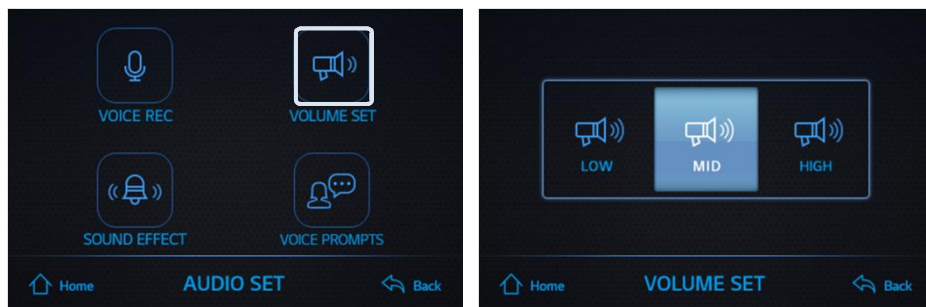 VOICE REC
VOLUME SET
SOUND EFFECT
VOICE PROMPTS
Home
AUDIO SET
Back
LOW
MID
HIGH
Home
VOLUME SET
Back